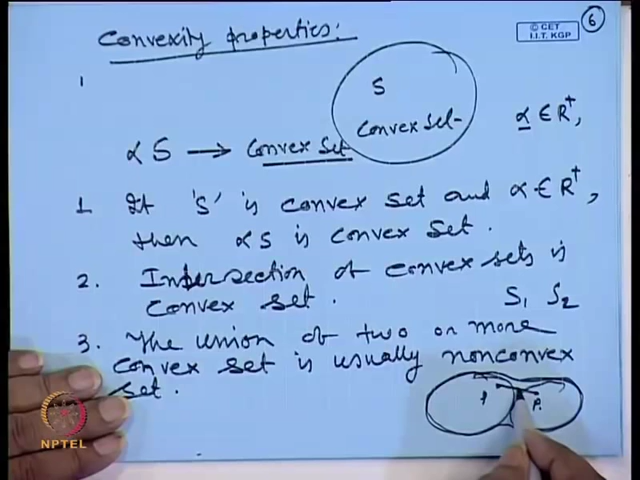 Convexity properties:
© CET
I.I.T. KGP
6
1
S
Convex Set
α ∈ R⁺,
αS → Convex Set
1 If 'S' is convex set and α ∈ R⁺,
then αS is convex set.
2. Intersection of convex sets is
convex set.
S₁ S₂
3. The union of two or more
convex set is usually nonconvex
set.
P.
NPTEL